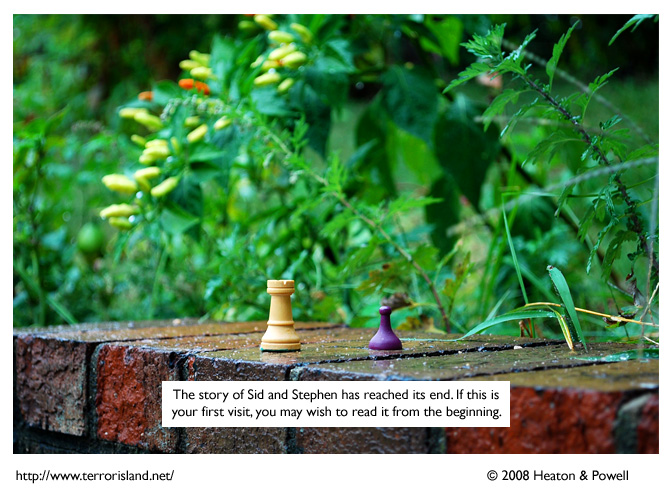 The story of Sid and Stephen has reached its end. If this is
your first visit, you may wish to read it from the beginning.
http://www.terrorisland.net/
© 2008 Heaton & Powell